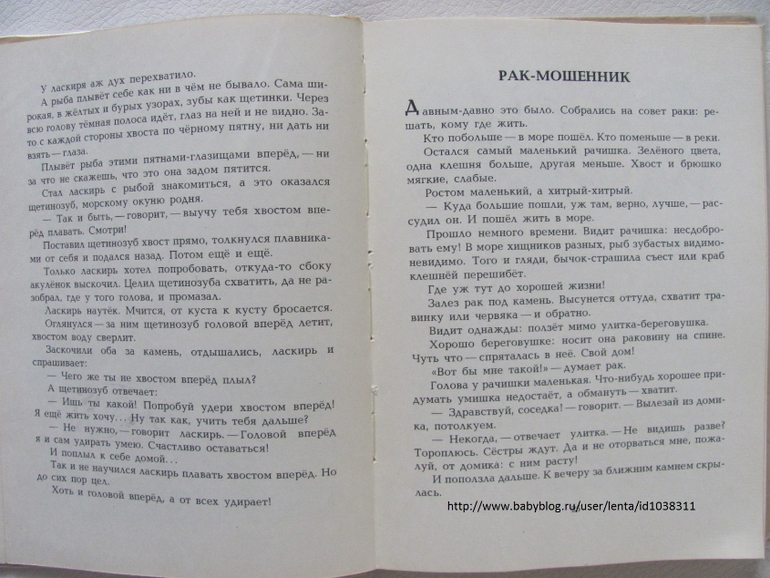 У ласкиря аж дух перехватило.
А рыба плывёт себе как ни в чём не бывало. Сама ши-
рокая, в жёлтых и бурых узорах, зубы как щетинки. Через
всю голову тёмная полоса идёт, глаз на ней и не видно. За-
то с каждой стороны хвоста по чёрному пятну, ни дать ни
взять — глаза.
Плывёт рыба этими пятнами-глазищами вперёд, — ни
за что не скажешь, что это она задом пятится.
Стал ласкирь с рыбой знакомиться, а это оказался
щетинозуб, морскому окуню родня.
— Так и быть, — говорит, — выучу тебя хвостом впе-
рёд плавать. Смотри!
Поставил щетинозуб хвост прямо, толкнулся плавника-
ми от себя и подался назад. Потом ещё и ещё.
Только ласкирь хотел попробовать, откуда-то сбоку
акулёнок выскочил. Целил щетинозуба схватить, да не ра-
зобрал, где у того голова, и промазал.
Ласкирь наутёк. Мчится, от куста к кусту бросается.
Оглянулся — за ним щетинозуб головой вперёд летит,
хвостом воду сверлит.
Заскочили оба за камень, отдышались, ласкирь и
спрашивает:
— Чего же ты не хвостом вперёд плыл?
А щетинозуб отвечает:
— Ишь ты какой! Попробуй удери хвостом вперёд!
Я ещё жить хочу... Ну так как, учить тебя дальше?
— Не нужно, — говорит ласкирь. — Головой вперёд
я и сам удирать умею. Счастливо оставаться!
И поплыл к себе домой...
Так и не научился ласкирь плавать хвостом вперёд. Но
до сих пор цел.
Хоть и головой вперёд, а от всех удирает!
РАК-МОШЕННИК
Давным-давно это было. Собрались на совет раки: ре-
шать, кому где жить.
Кто побольше — в море пошёл. Кто поменьше — в реки.
Остался самый маленький рачишка. Зелёного цвета,
одна клешня больше, другая меньше. Хвост и брюшко
мягкие, слабые.
Ростом маленький, а хитрый-хитрый.
— Куда большие пошли, уж там, верно, лучше, — рас-
судил он. И пошёл жить в море.
Прошло немного времени. Видит рачишка: несдобро-
вать ему! В море хищников разных, рыб зубастых видимо-
невидимо. Того и гляди, бычок-страшила съест или краб
клешнёй перешибёт.
Где уж тут до хорошей жизни!
Залез рак под камень. Высунется оттуда, схватит тра-
винку или червяка — и обратно.
Видит однажды: ползёт мимо улитка-береговушка.
Хорошо береговушке: носит она раковину на спине.
Чуть что — спряталась в неё. Свой дом!
«Вот бы мне такой!» — думает рак.
Голова у рачишки маленькая. Что-нибудь хорошее при-
думать умишка недостаёт, а обмануть — хватит.
— Здравствуй, соседка! — говорит. — Вылезай из доми-
ка, потолкуем.
— Некогда, — отвечает улитка. — Не видишь разве?
Тороплюсь. Сёстры ждут. Да и не оторваться мне, пожа-
луй, от домика: с ним расту!
И поползла дальше. К вечеру за ближним камнем скры-
лась.
http://www.babyblog.ru/user/lenta/id1038311